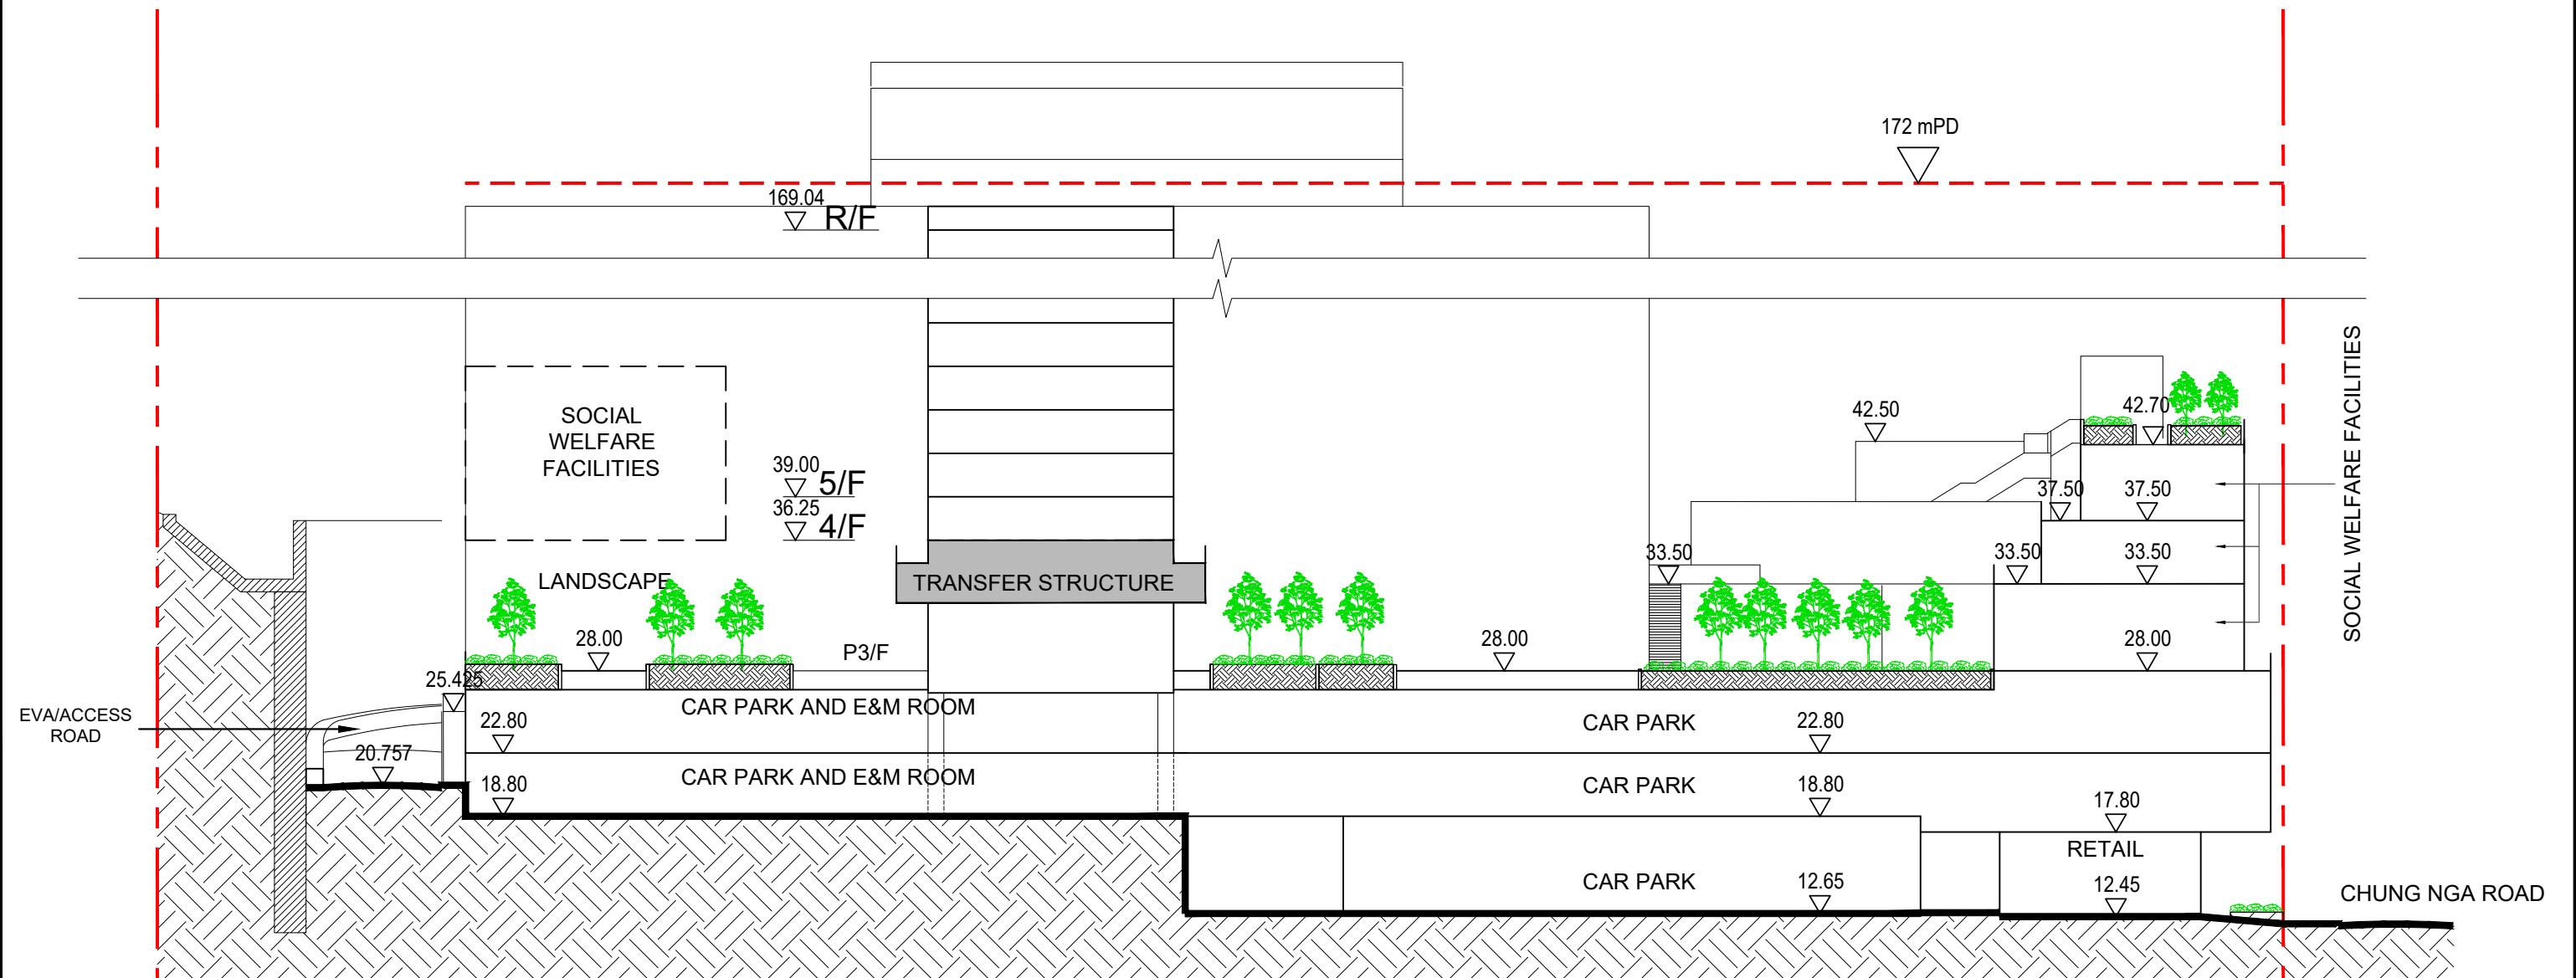 172 mPD
169.04
R/F
SOCIAL
WELFARE
FACILITIES
39.00
5/F
36.25
4/F
42.50
42.70
37.50
37.50
SOCIAL WELFARE FACILITIES
LANDSCAPE
TRANSFER STRUCTURE
33.50
33.50
33.50
28.00
P3/F
28.00
28.00
25.425
EVA/ACCESS
ROAD
22.80
CAR PARK AND E&M ROOM
CAR PARK
22.80
20.757
18.80
CAR PARK AND E&M ROOM
CAR PARK
18.80
17.80
RETAIL
CAR PARK
12.65
12.45
CHUNG NGA ROAD